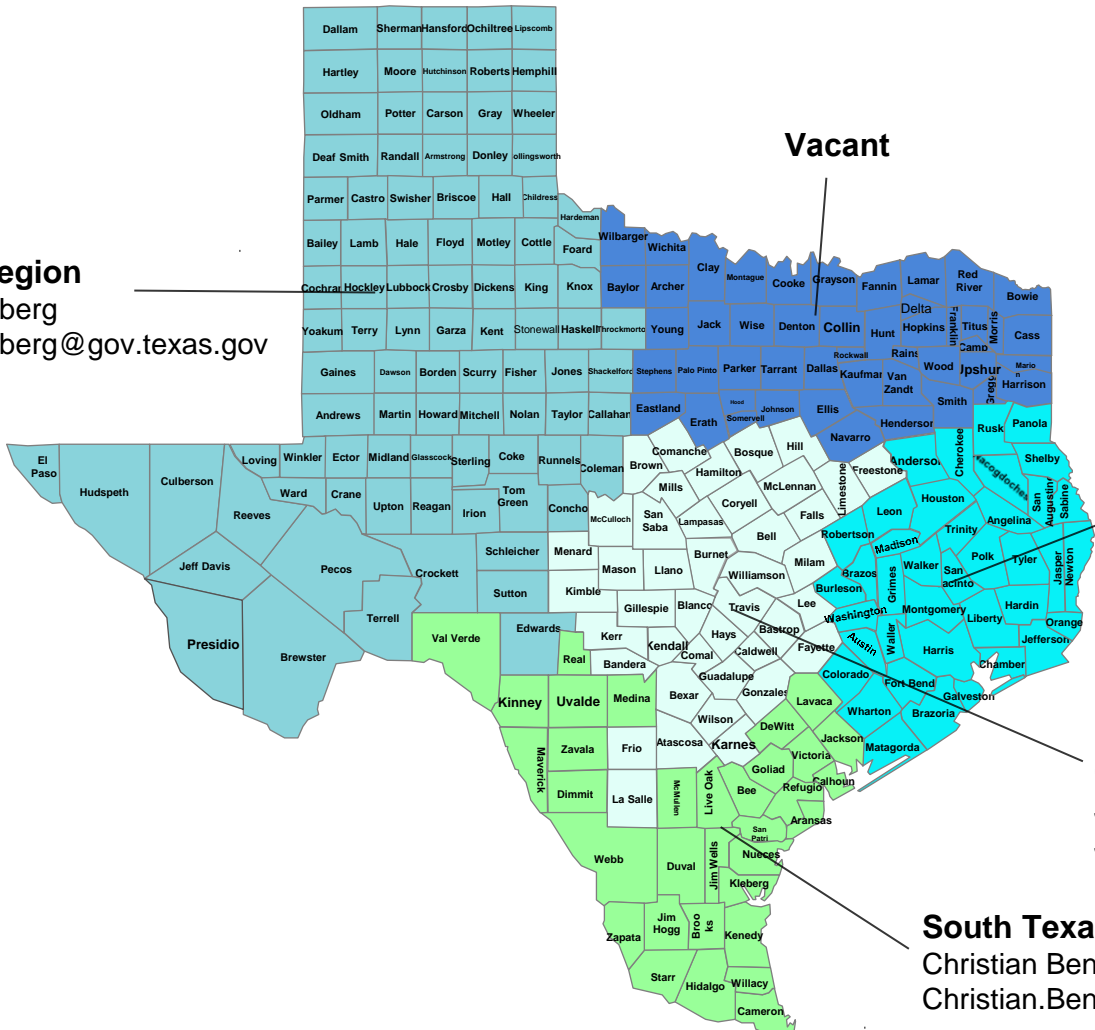 Dallam Sherman Hansford Ochiltree Lipscomb
Hartley Moore Hutchinson Roberts Hemphill
Oldham Potter Carson Gray Wheeler
Deaf Smith Randall Armstrong Donley ollingsworth
Vacant
Parmer Castro Swisher Briscoe Hall Childress
Hardeman
Bailey Lamb Hale Floyd Motley Cottle Foard Wilbarger Wichita
egion
berg
berg@gov.texas.gov
Cochran Hockley Lubbock Crosby Dickens King Knox Baylor Archer Clay Montague Cooke Grayson Fannin Lamar Red River Bowie
Delta
Yoakum Terry Lynn Garza Kent Stonewall Haskell Throckmorto Young Jack Wise Denton Collin Hunt Hopkins Franklin Titus Morris Cass
Camp
Gaines Dawson Borden Scurry Fisher Jones Shackelford Stephens Palo Pinto Parker Tarrant Dallas Rockwall Kaufman Rains Van Zandt Wood Upshur Mario n
Gregg Harrison
Andrews Martin Howard Mitchell Nolan Taylor Callahan Eastland Erath Hood Somervell Johnson Ellis Navarro Henderson Smith
Rusk Panola
El Paso Hudspeth Culberson Loving Winkler Ector Midland Glasscock Sterling Coke Runnels Coleman Brown Comanche Hamilton Bosque Hill Freestone Anderson Cherokee Nacogdoches Shelby
Reeves Ward Crane Upton Reagan Irion Tom Green Concho McCulloch Mills San Saba Lampasas Coryell McLennan Limestone Falls Leon Houston Angelina San Augustine Sabine
Jeff Davis Pecos Crockett Schleicher Menard Mason Llano Burnet Bell Milam Robertson Madison Trinity Polk Tyler Jasper Newton
Presidio Brewster Terrell Sutton Kimble Gillespie Blanco Williamson Travis Lee Burleson Brazos Grimes Walker San acinto Hardin
Val Verde Edwards Real Kerr Bandera Kendall Comal Hays Caldwell Bastrop Fayette Washington Austin Waller Montgomery Liberty Orange
Jefferson
Harris Chamber
Kinney Uvalde Medina Bexar Guadalupe Gonzales Lavaca Colorado Fort Bend Galveston
Wharton Brazoria
Maverick Zavala Frio Atascosa Wilson Karnes DeWitt Jackson Matagorda
Victoria
Dimmit La Salle McMullen Live Oak Bee Goliad Refugio Calhoun
Aransas
San Patri
Webb Duval Jim Wells Nueces
Kleberg
Zapata Jim Hogg Broo ks Kenedy
Starr Hidalgo Willacy
Cameron
South Texa
Christian Ben
Christian.Ben